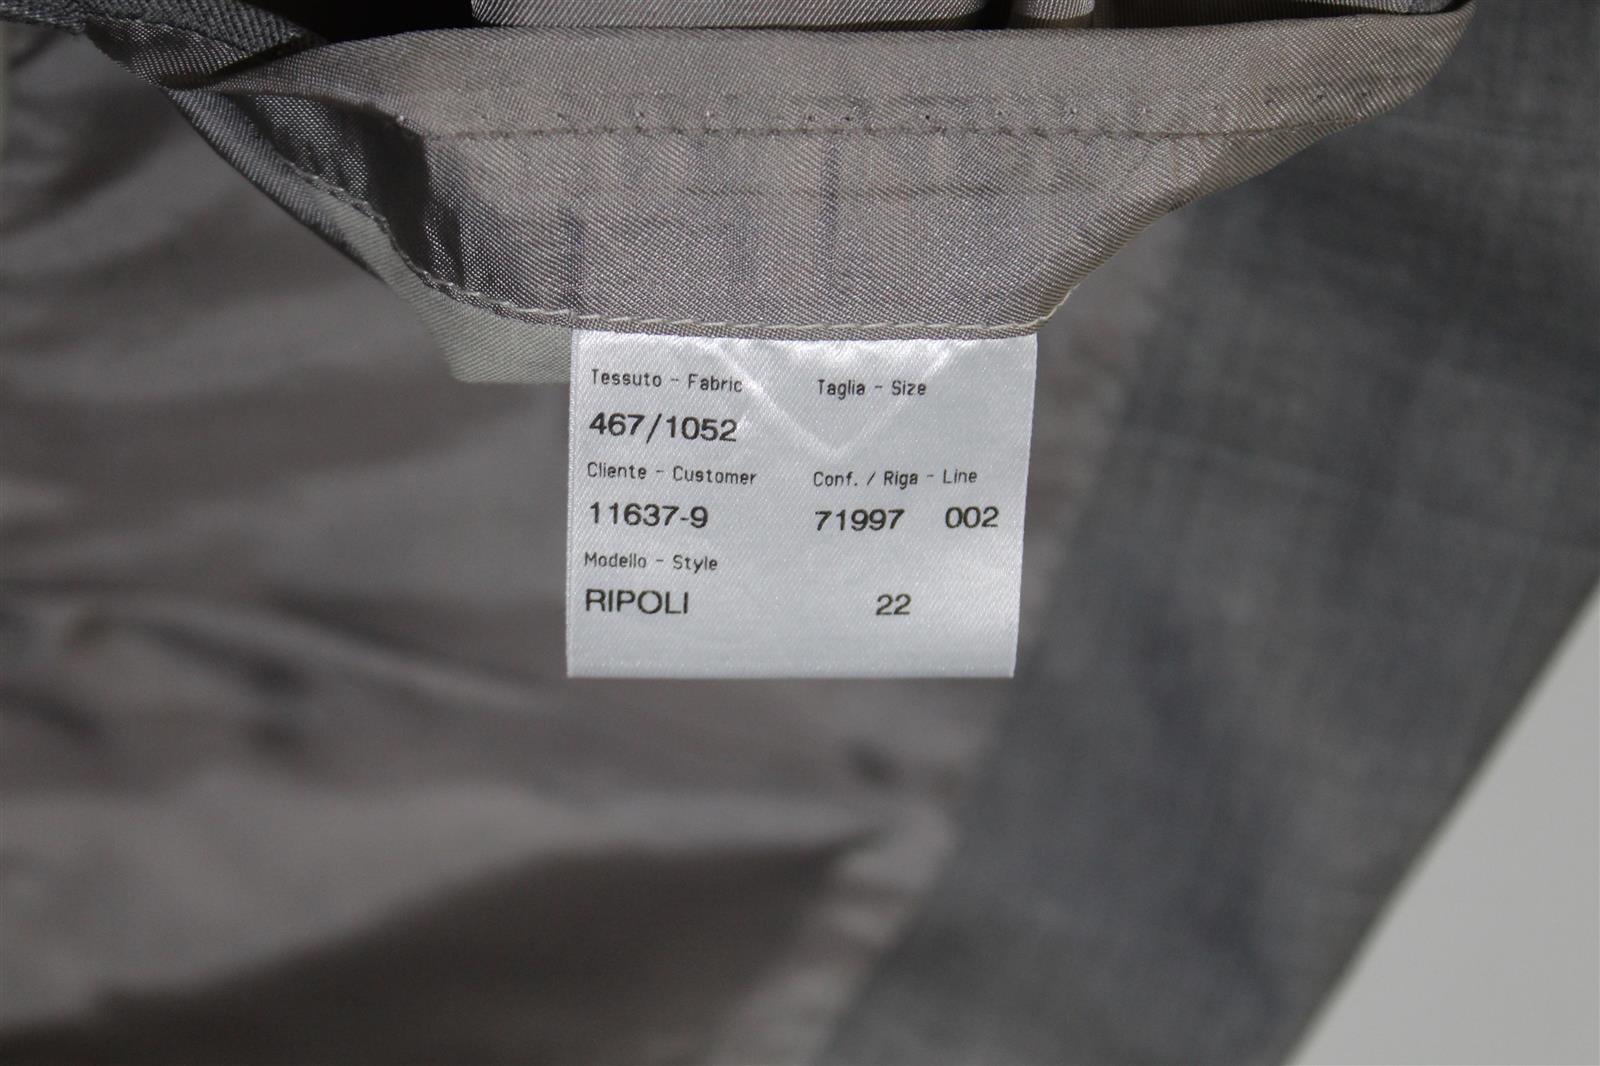 Tessuto - Fabric Taglia - Size
467/1052
Cliente - Customer Conf. / Riga - Line
11637-9 71997 002
Modello - Style
RIPOLI 22